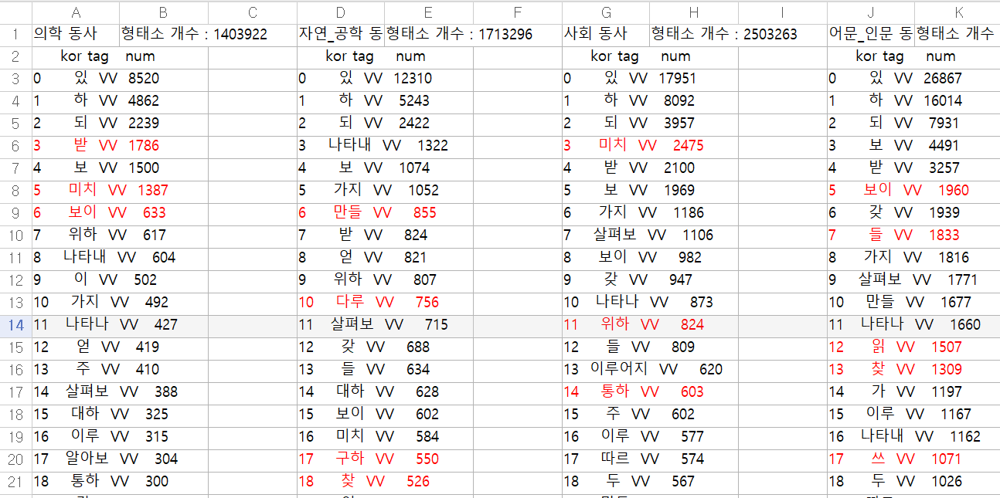 A B C D E F G H I J K
1 의학 동사 형태소 개수 : 1403922 자연_공학 동 형태소 개수 : 1713296 사회 동사 형태소 개수 : 2503263 어문_인문 동 형태소 개수
2 kor tag num kor tag num kor tag num kor tag num
3 0 있 VV 8520 0 있 VV 12310 0 있 VV 17951 0 있 VV 26867
4 1 하 VV 4862 1 하 VV 5243 1 하 VV 8092 1 하 VV 16014
5 2 되 VV 2239 2 되 VV 2422 2 되 VV 3957 2 되 VV 7931
6 3 받 VV 1786 3 나타내 VV 1322 3 미치 VV 2475 3 보 VV 4491
7 4 보 VV 1500 4 보 VV 1074 4 받 VV 2100 4 받 VV 3257
8 5 미치 VV 1387 5 가지 VV 1052 5 보 VV 1969 5 보이 VV 1960
9 6 보이 VV 633 6 만들 VV 855 6 가지 VV 1186 6 갖 VV 1939
10 7 위하 VV 617 7 받 VV 824 7 살펴보 VV 1106 7 들 VV 1833
11 8 나타내 VV 604 8 얻 VV 821 8 보이 VV 982 8 가지 VV 1816
12 9 이 VV 502 9 위하 VV 807 9 갖 VV 947 9 살펴보 VV 1771
13 10 가지 VV 492 10 다루 VV 756 10 나타나 VV 873 10 만들 VV 1677
14 11 나타나 VV 427 11 살펴보 VV 715 11 위하 VV 824 11 나타나 VV 1660
15 12 얻 VV 419 12 갖 VV 688 12 들 VV 809 12 읽 VV 1507
16 13 주 VV 410 13 들 VV 634 13 이루어지 VV 620 13 찾 VV 1309
17 14 살펴보 VV 388 14 대하 VV 628 14 통하 VV 603 14 가 VV 1197
18 15 대하 VV 325 15 보이 VV 602 15 주 VV 602 15 이루 VV 1167
19 16 이루 VV 315 16 미치 VV 584 16 이루 VV 577 16 나타내 VV 1162
20 17 알아보 VV 304 17 구하 VV 550 17 따르 VV 574 17 쓰 VV 1071
21 18 통하 VV 300 18 찾 VV 526 18 두 VV 567 18 두 VV 1026